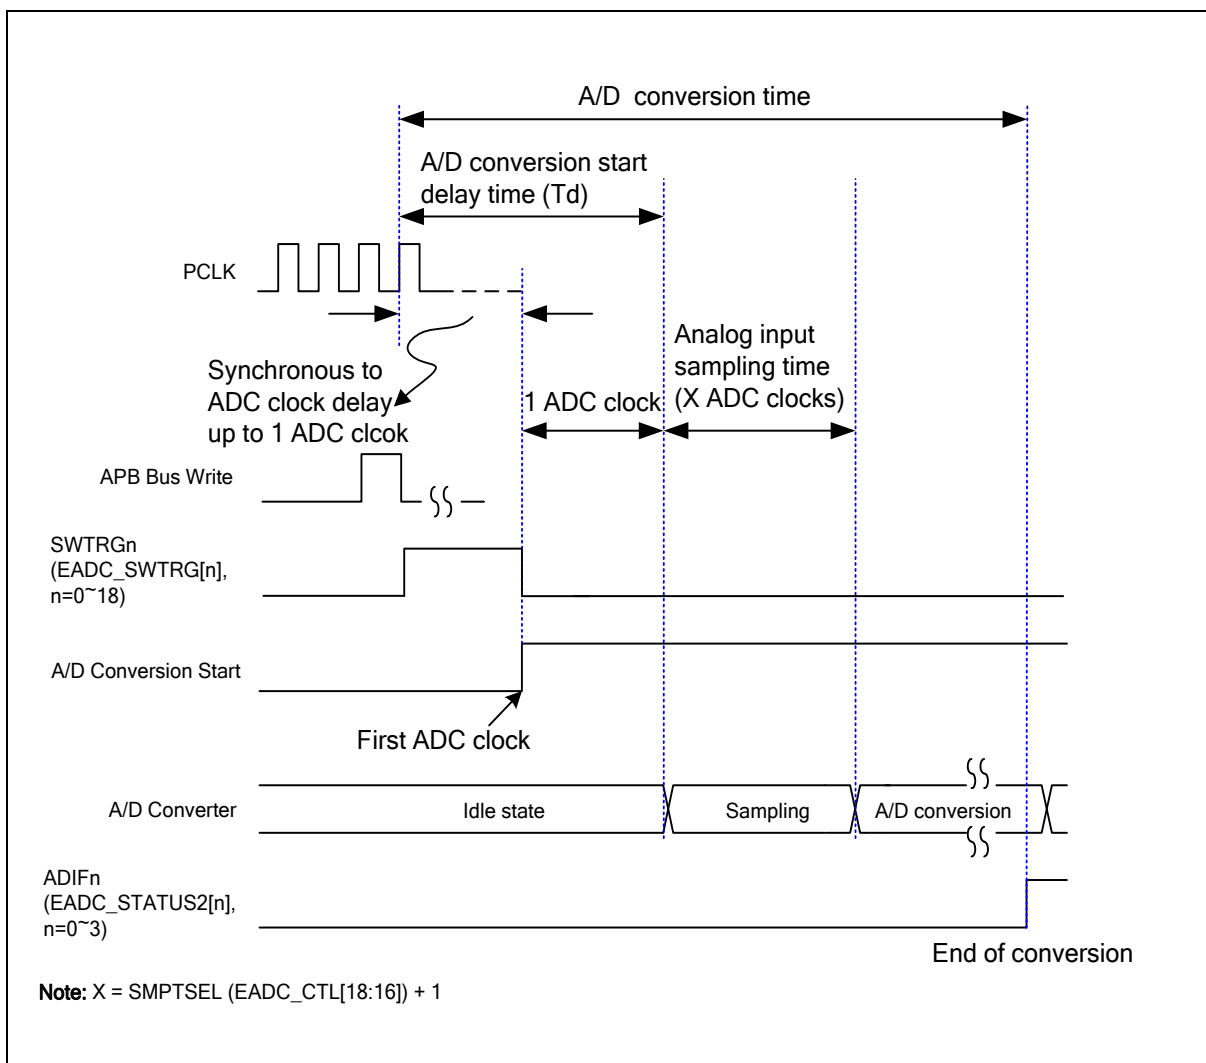 A/D conversion time
A/D conversion start
delay time (Td)
PCLK
Analog input
sampling time
(X ADC clocks)
Synchronous to
ADC clock delay
up to 1 ADC clcok
1 ADC clock
APB Bus Write
SWTRGn
(EADC_SWTRG[n],
n=0~18)
A/D Conversion Start
First ADC clock
A/D Converter
Idle state
Sampling
A/D conversion
ADIFn
(EADC_STATUS2[n],
n=0~3)
End of conversion
Note: X = SMPTSEL (EADC_CTL[18:16]) + 1